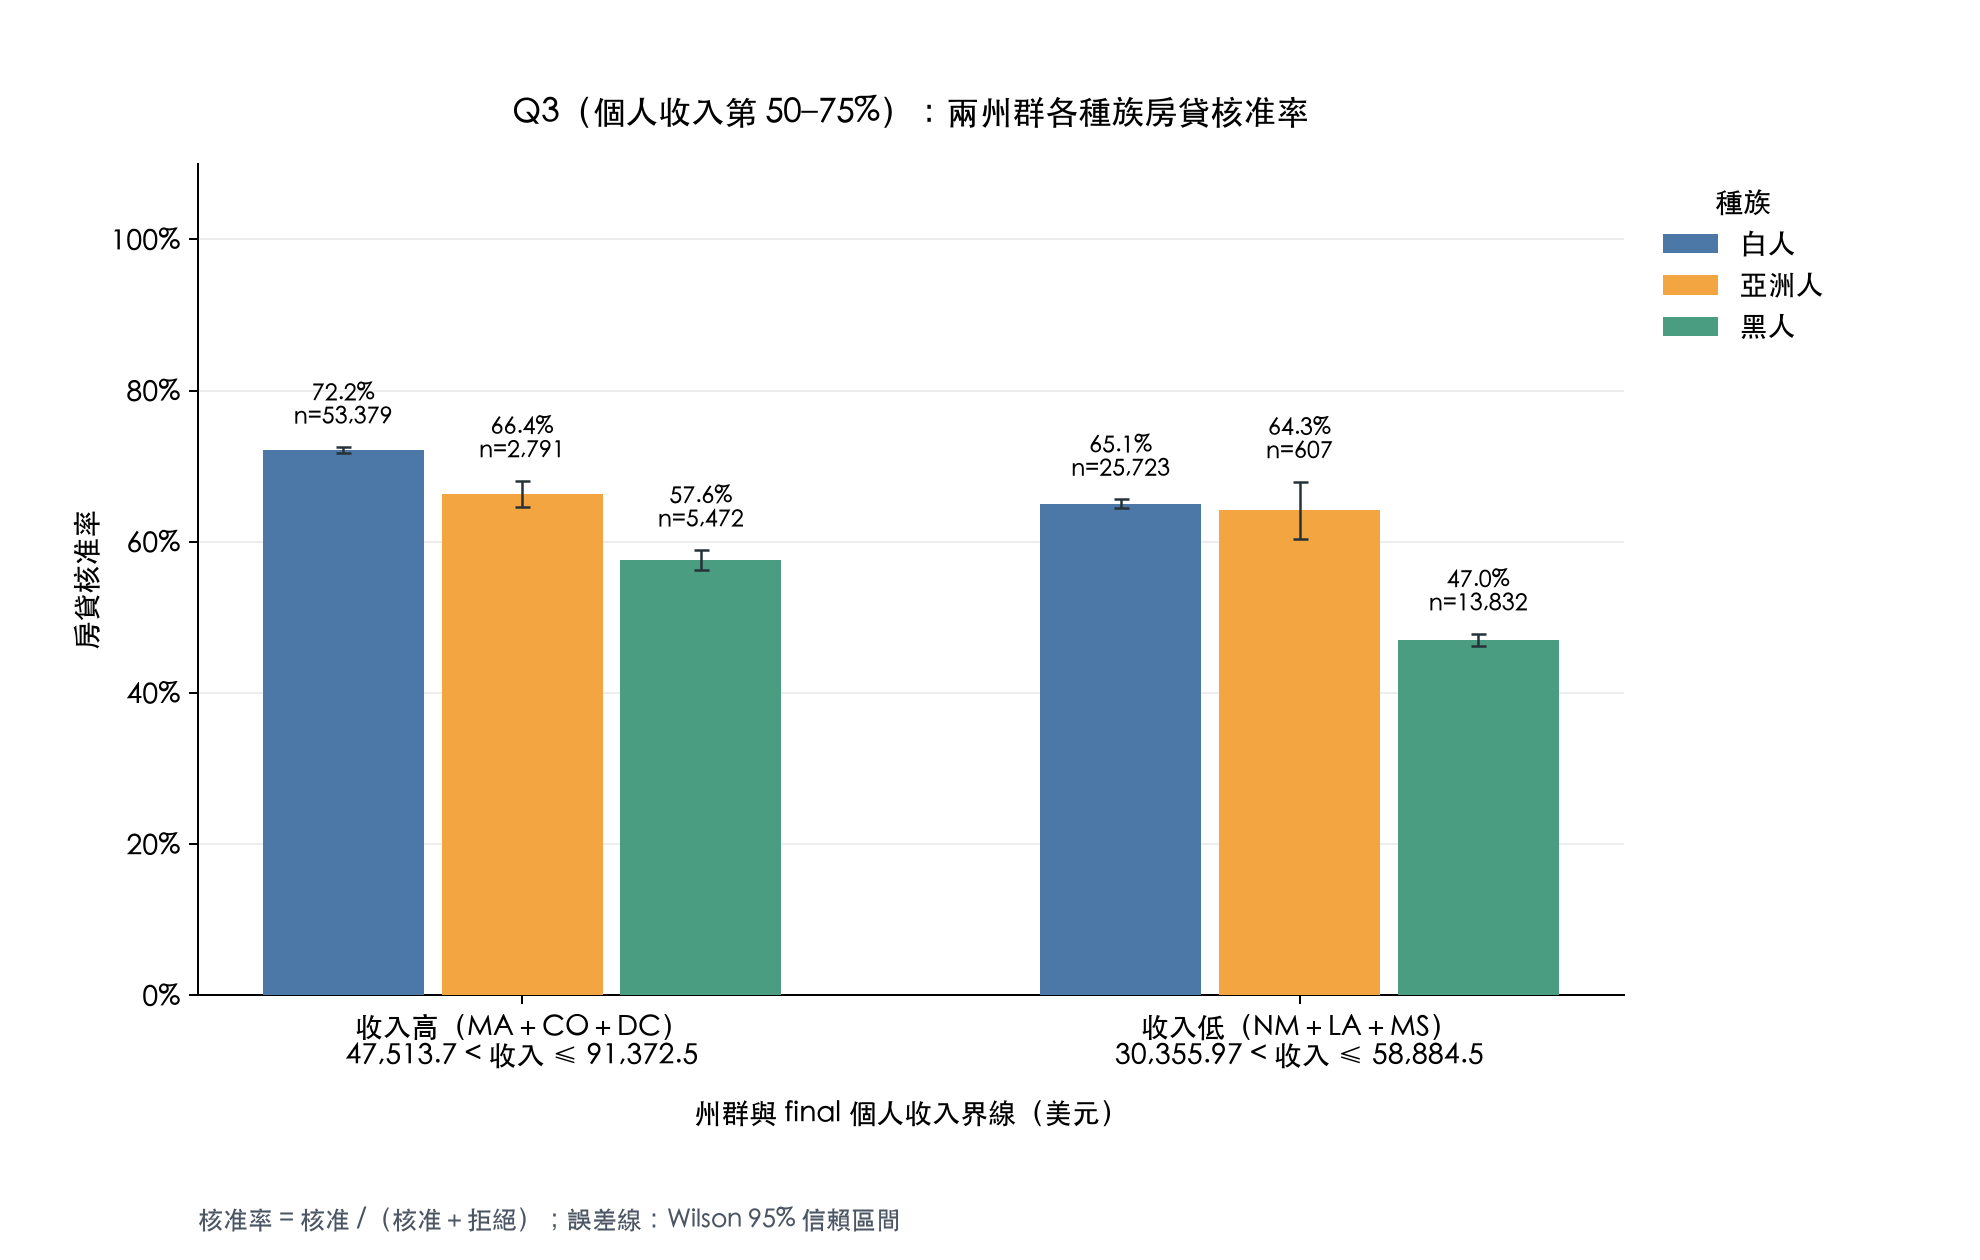 Q3（個人收入第 50–75%）：兩州群各種族房貸核准率
種族
白人
亞洲人
黑人
房貸核准率
100%
80%
60%
40%
20%
0%
72.2%
n=53,379
66.4%
n=2,791
57.6%
n=5,472
65.1%
n=25,723
64.3%
n=607
47.0%
n=13,832
收入高（MA + CO + DC）
47,513.7 < 收入 ≤ 91,372.5
收入低（NM + LA + MS）
30,355.97 < 收入 ≤ 58,884.5
州群與 final 個人收入界線（美元）
核准率 = 核准 /（核准 + 拒絕）；誤差線：Wilson 95% 信賴區間